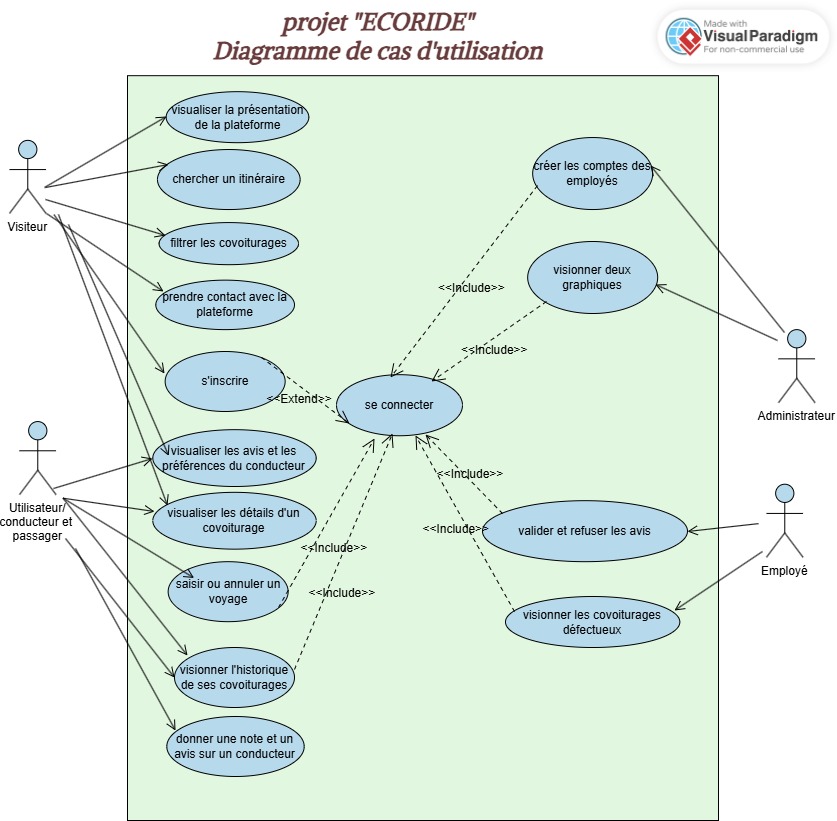 projet "ECORIDE"
Diagramme de cas d'utilisation
Made with
VisualParadigm
For non-commercial use
visualiser la présentation
de la plateforme
chercher un itinéraire
créer les comptes des
employés
Visiteur
filtrer les covoiturages
visionner deux
graphiques
<<Include>>
prendre contact avec la
plateforme
<<Include>>
s'inscrire
<<Extend>>
se connecter
Administrateur
visualiser les avis et les
préférences du conducteur
<<Include>>
Utilisateur/
conducteur et
passager
visualiser les détails d'un
covoiturage
<<Include>>
valider et refuser les avis
<<Include>>
Employé
saisir ou annuler un
voyage
<<Include>>
visionner les covoiturages
défectueux
visionner l'historique
de ses covoiturages
donner une note et un
avis sur un conducteur